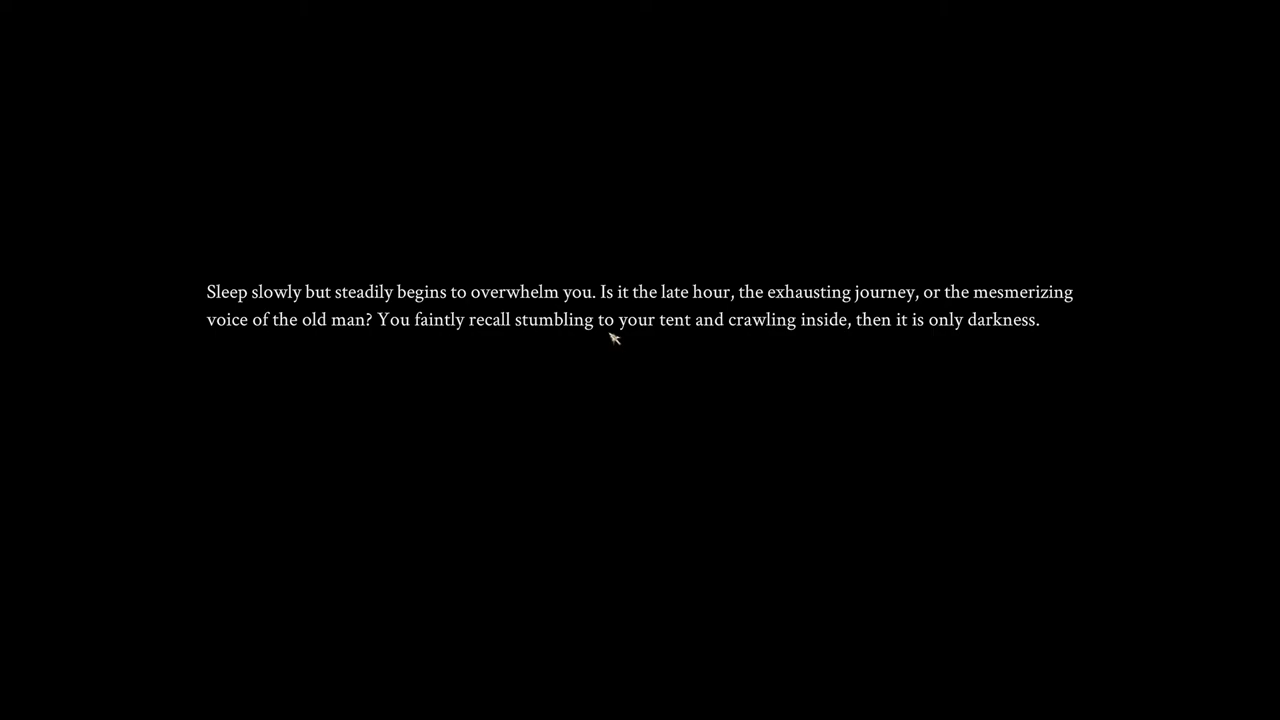 Sleep slowly but steadily begins to overwhelm you. Is it the late hour, the exhausting journey, or the mesmerizing
voice of the old man? You faintly recall stumbling to your tent and crawling inside, then it is only darkness.